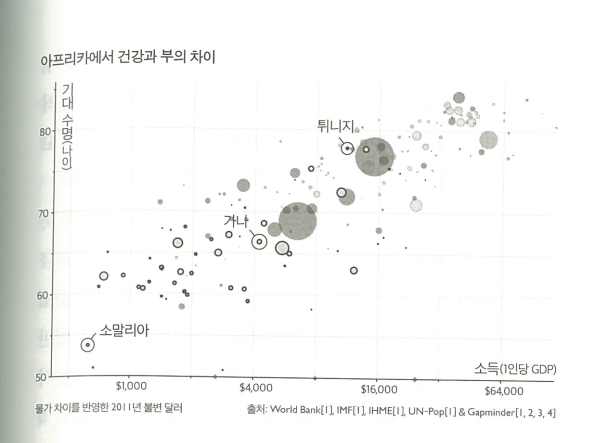 아프리카에서 건강과 부의 차이
기대 수명(나이)
튀니지
80
70
가나
60
소말리아
50
소득(1인당 GDP)
$1,000
$4,000
$16,000
$64,000
물가 차이를 반영한 2011년 불변 달러
출처: World Bank[1], IMF[1], IHME[1], UN-Pop[1] & Gapminder[1, 2, 3, 4]